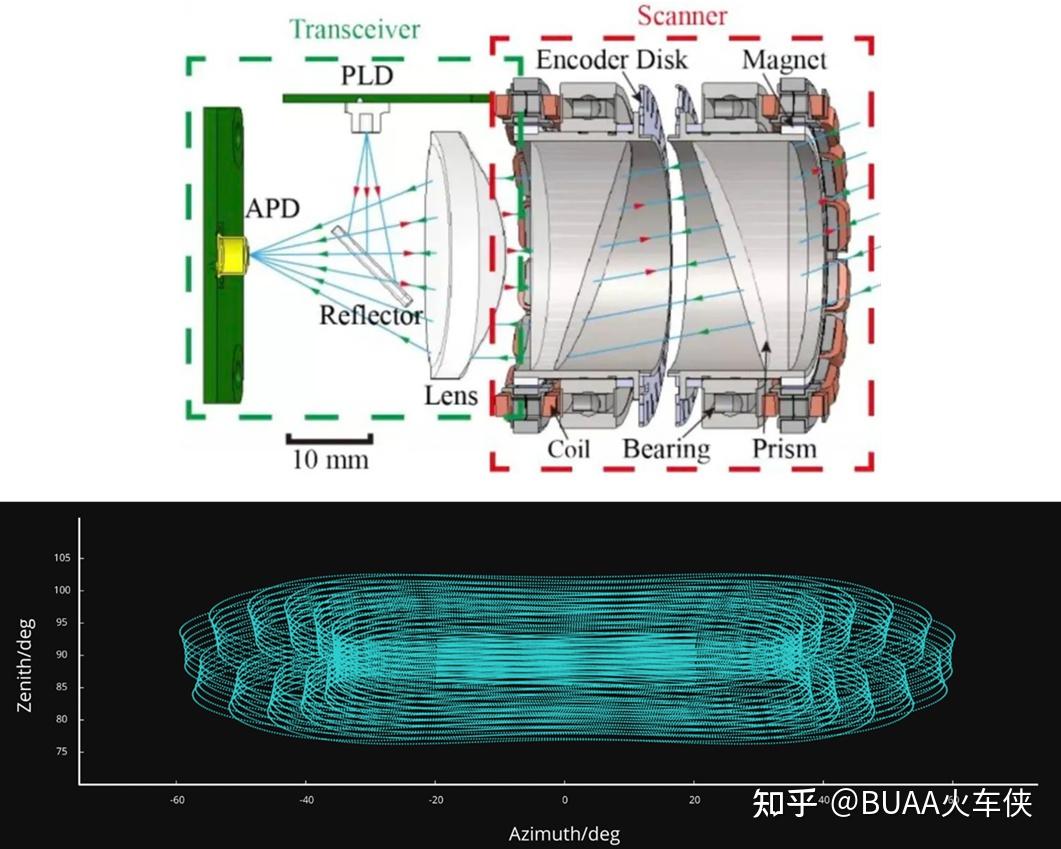 Transceiver
Scanner
PLD
Encoder Disk
Magnet
APD
Reflector
Lens
10 mm
Coil
Bearing
Prism
105
100
95
90
85
80
75
Zenith/deg
-60
-40
-20
0
20
40
60
知乎 @BUAA火车侠
Azimuth/deg